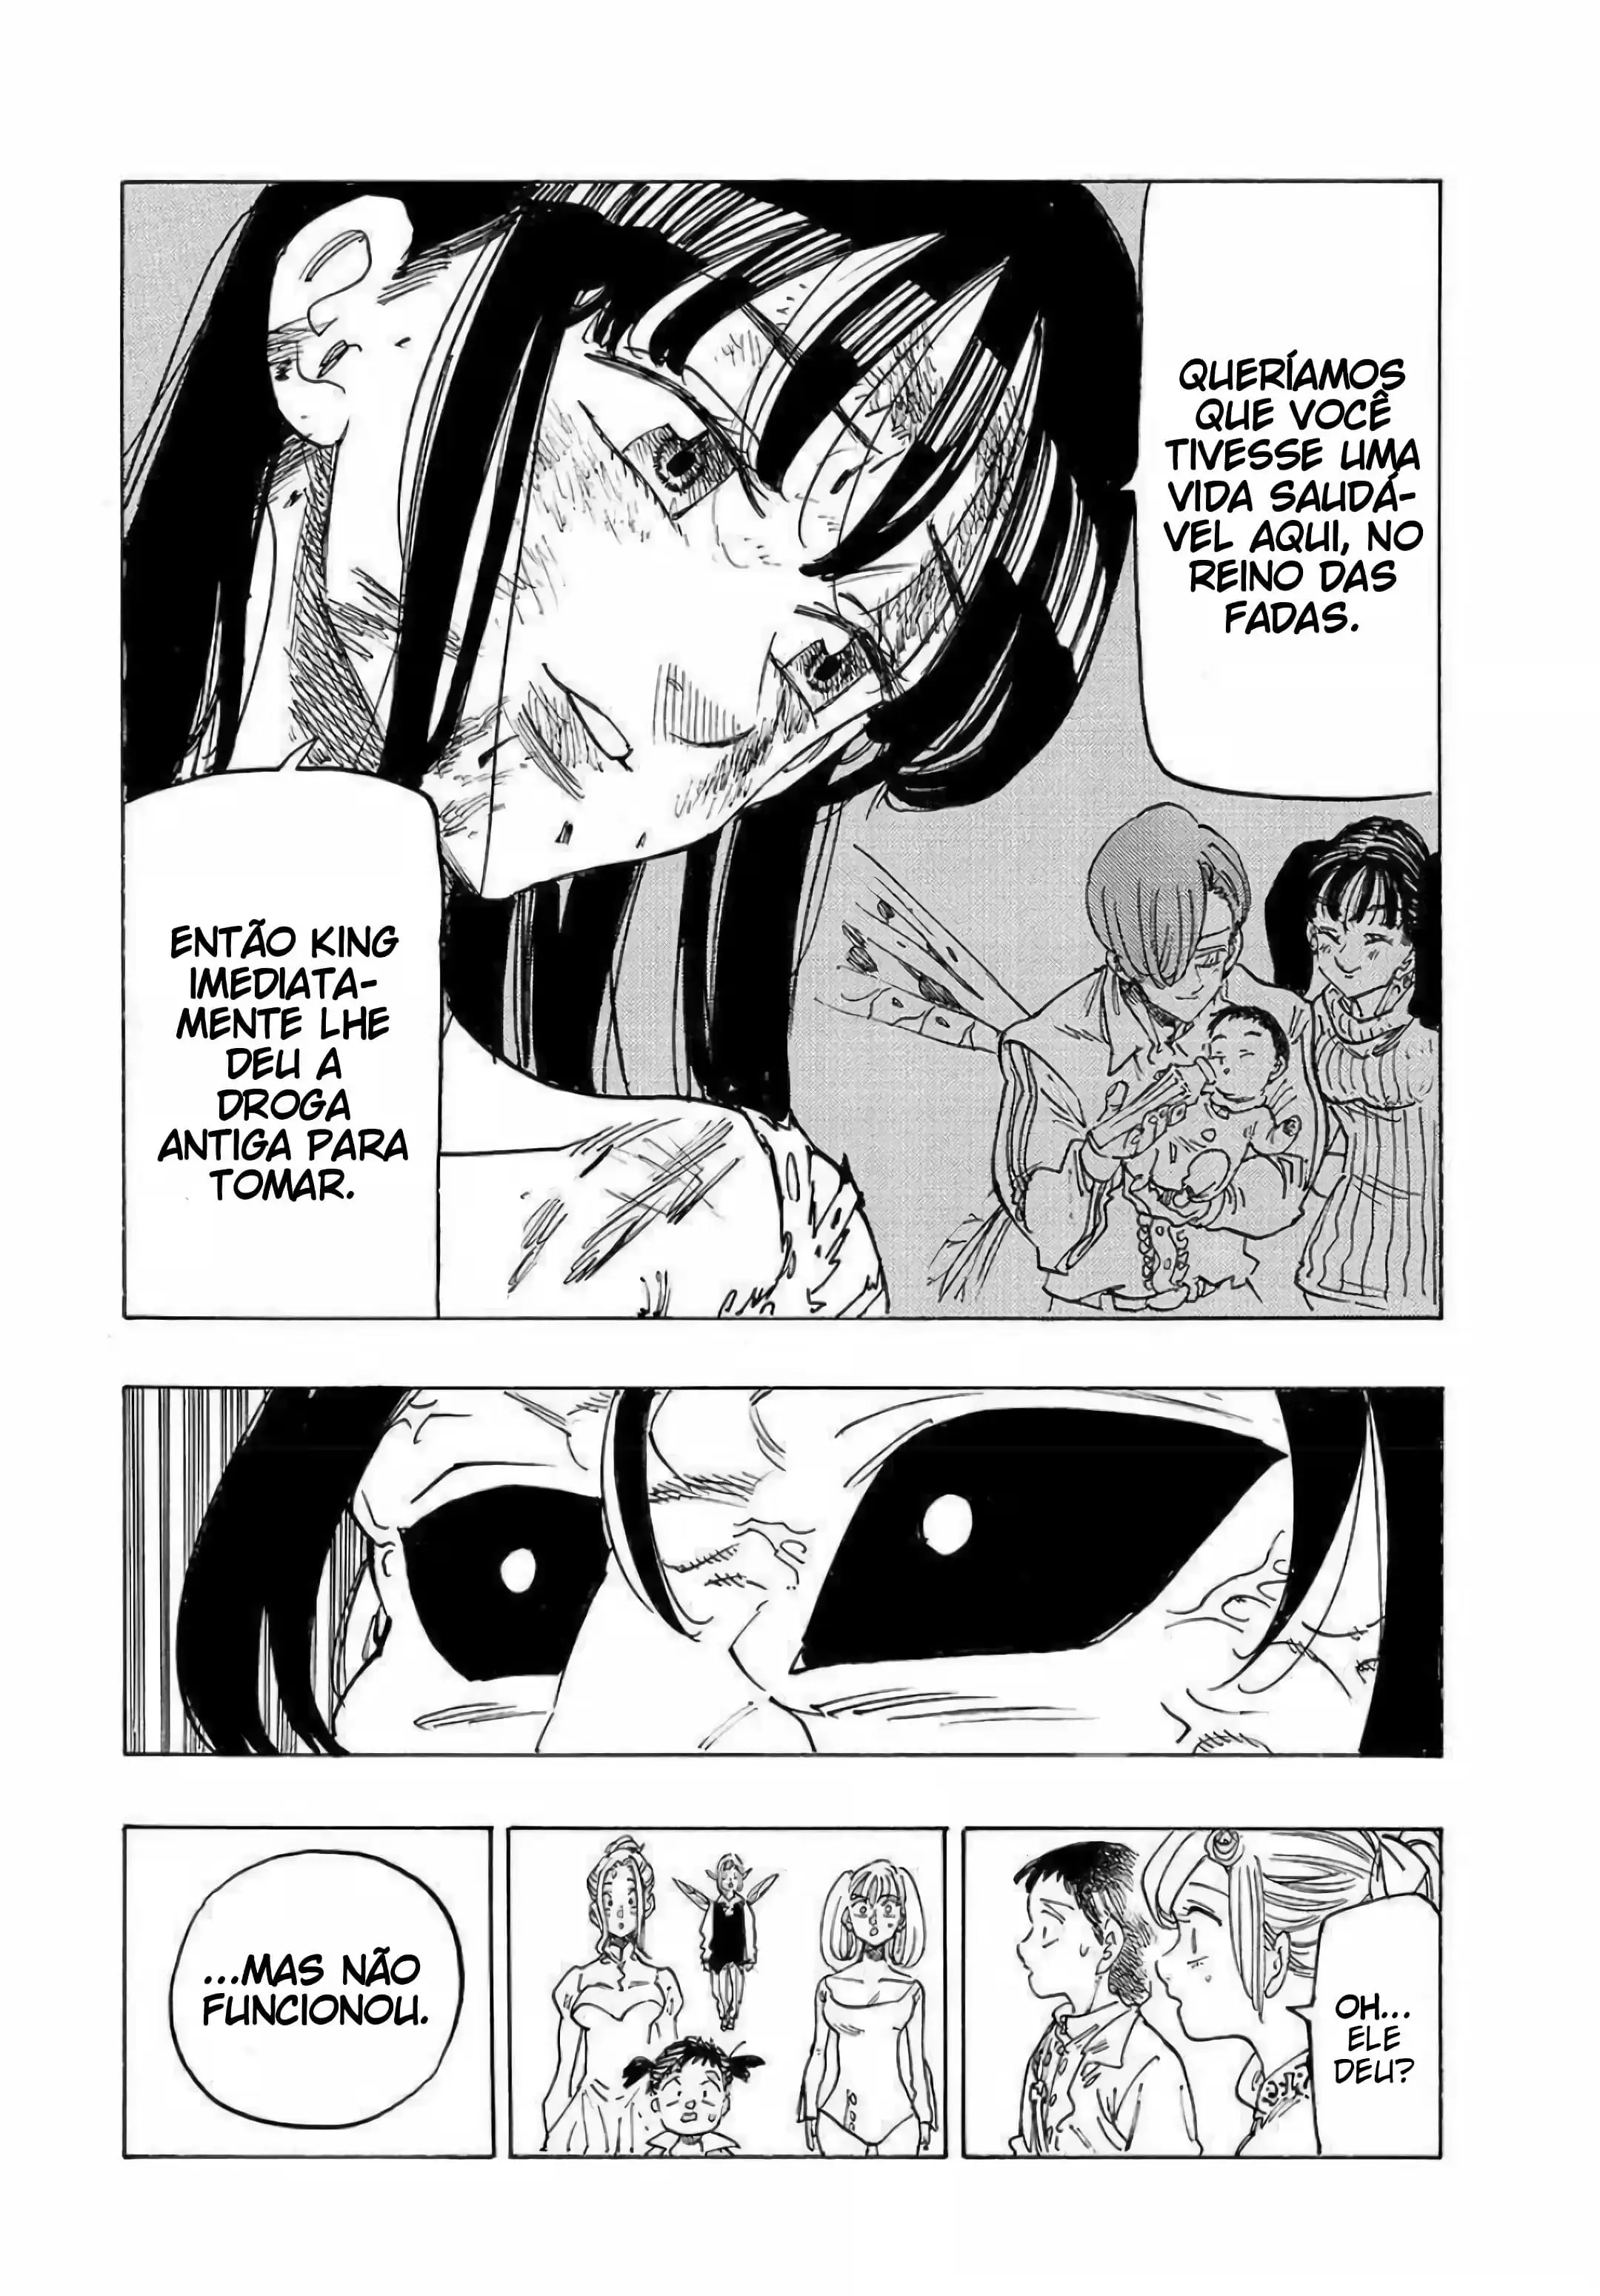 QUERÍAMOS
QUE VOCÊ
TIVESSE UMA
VIDA SAUDÁ-
VEL AQUI, NO
REINO DAS
FADAS.
ENTÃO KING
IMEDIATA-
MENTE LHE
DEU A
DROGA
ANTIGA PARA
TOMAR.
OH...
ELE
DEU?
...MAS NÃO
FUNCIONOU.